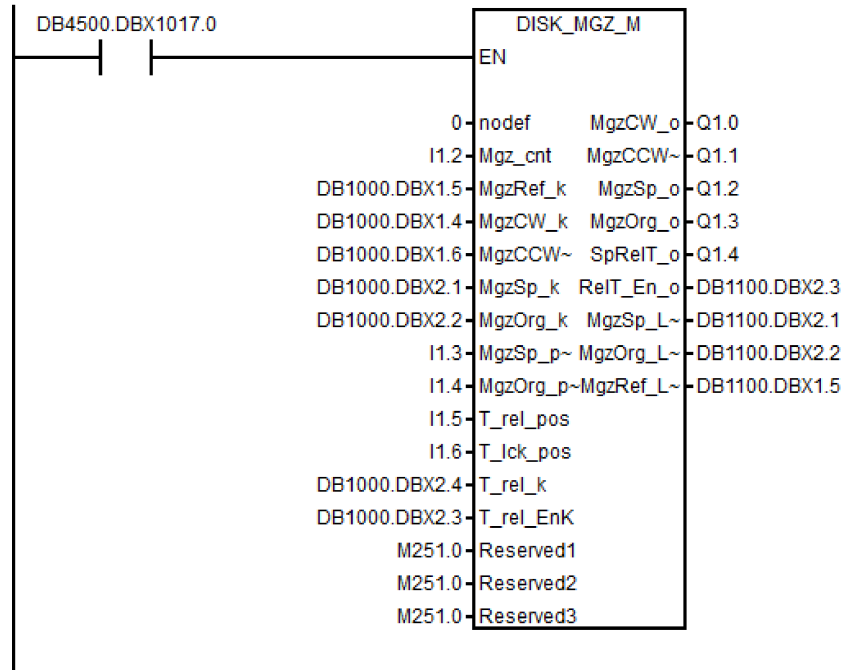 DB4500.DBX1017.0 DISK_MGZ_M
EN
0 nodef MgzCW_o Q1.0
I1.2 Mgz_cnt MgzCCW~ Q1.1
DB1000.DBX1.5 MgzRef_k MgzSp_o Q1.2
DB1000.DBX1.4 MgzCW_k MgzOrg_o Q1.3
DB1000.DBX1.6 MgzCCW~ SpRelT_o Q1.4
DB1000.DBX2.1 MgzSp_k RelT_En_o DB1100.DBX2.3
DB1000.DBX2.2 MgzOrg_k MgzSp_L~ DB1100.DBX2.1
I1.3 MgzSp_p~ MgzOrg_L~ DB1100.DBX2.2
I1.4 MgzOrg_p~ MgzRef_L~ DB1100.DBX1.5
I1.5 T_rel_pos
I1.6 T_lck_pos
DB1000.DBX2.4 T_rel_k
DB1000.DBX2.3 T_rel_EnK
M251.0 Reserved1
M251.0 Reserved2
M251.0 Reserved3